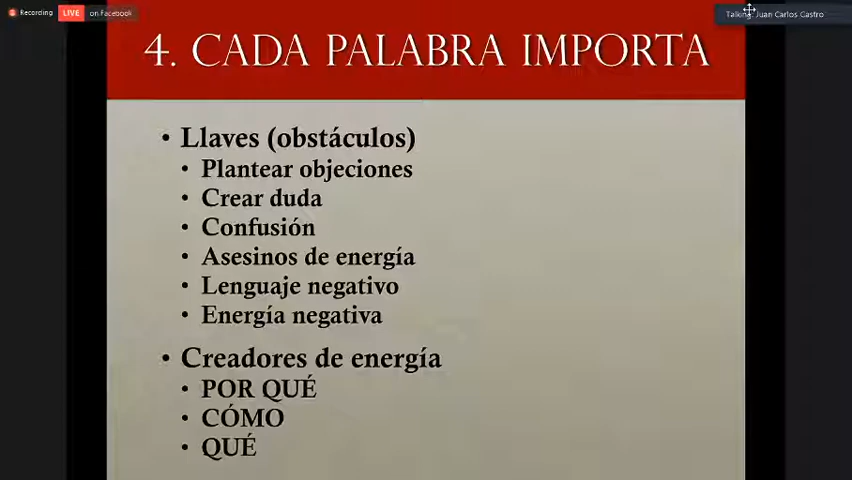 Recording LIVE on Facebook
Talking: Juan Carlos Castro
4. CADA PALABRA IMPORTA
• Llaves (obstáculos)
• Plantear objeciones
• Crear duda
• Confusión
• Asesinos de energía
• Lenguaje negativo
• Energía negativa
• Creadores de energía
• POR QUÉ
• CÓMO
• QUÉ